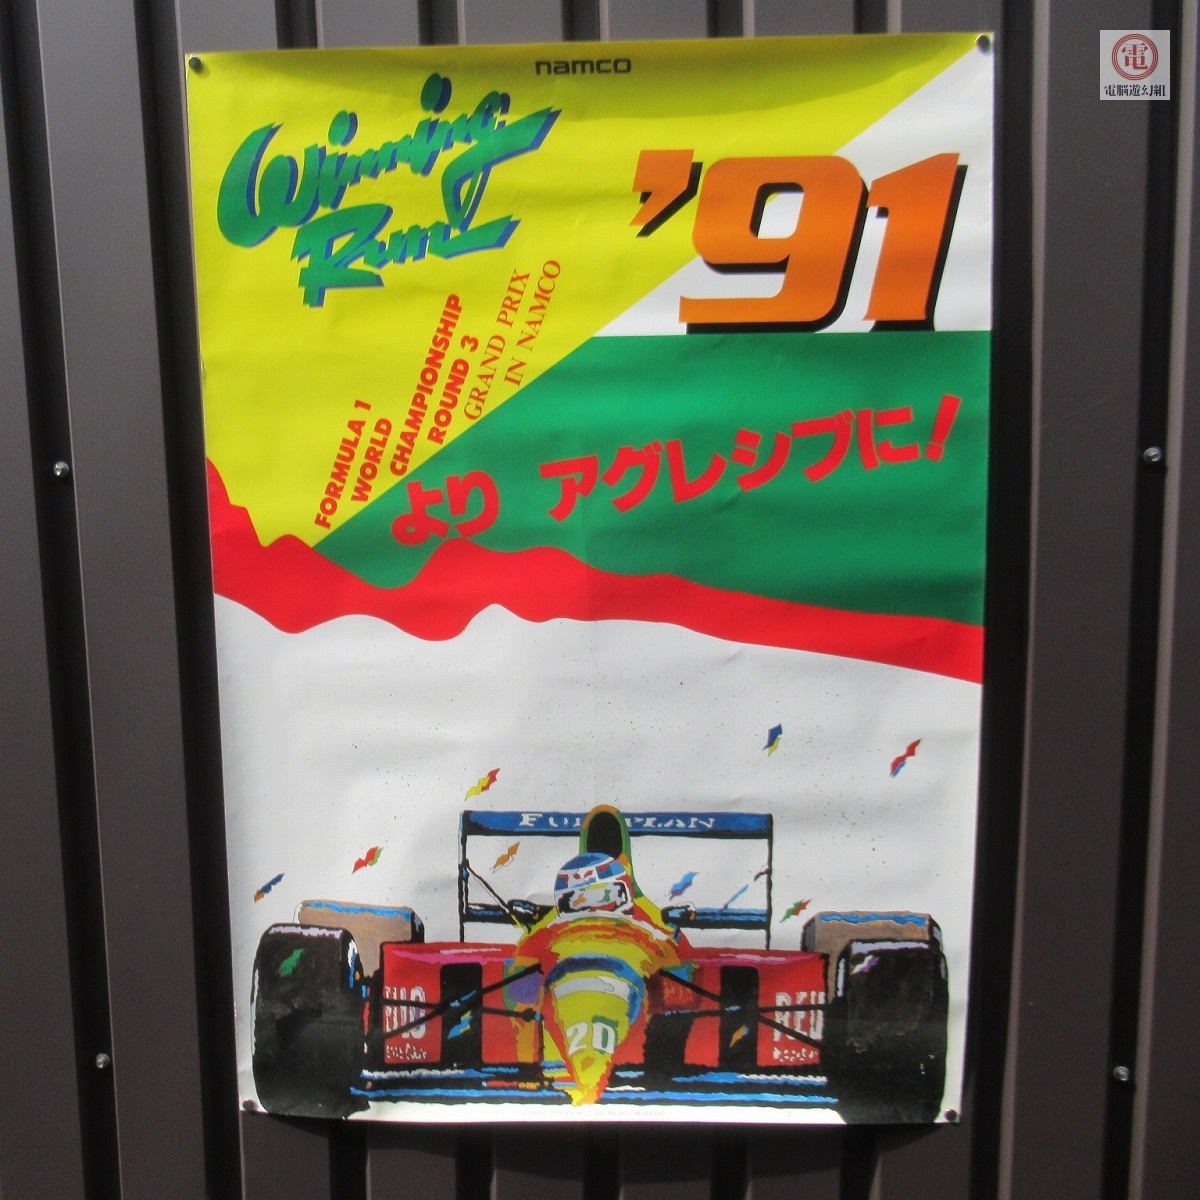 namco
電
電脳遊幻組
Winning
Run
'91
FORMULA 1
WORLD
CHAMPIONSHIP
ROUND 3
GRAND PRIX
IN NAMCO
より アグレシブに!
20